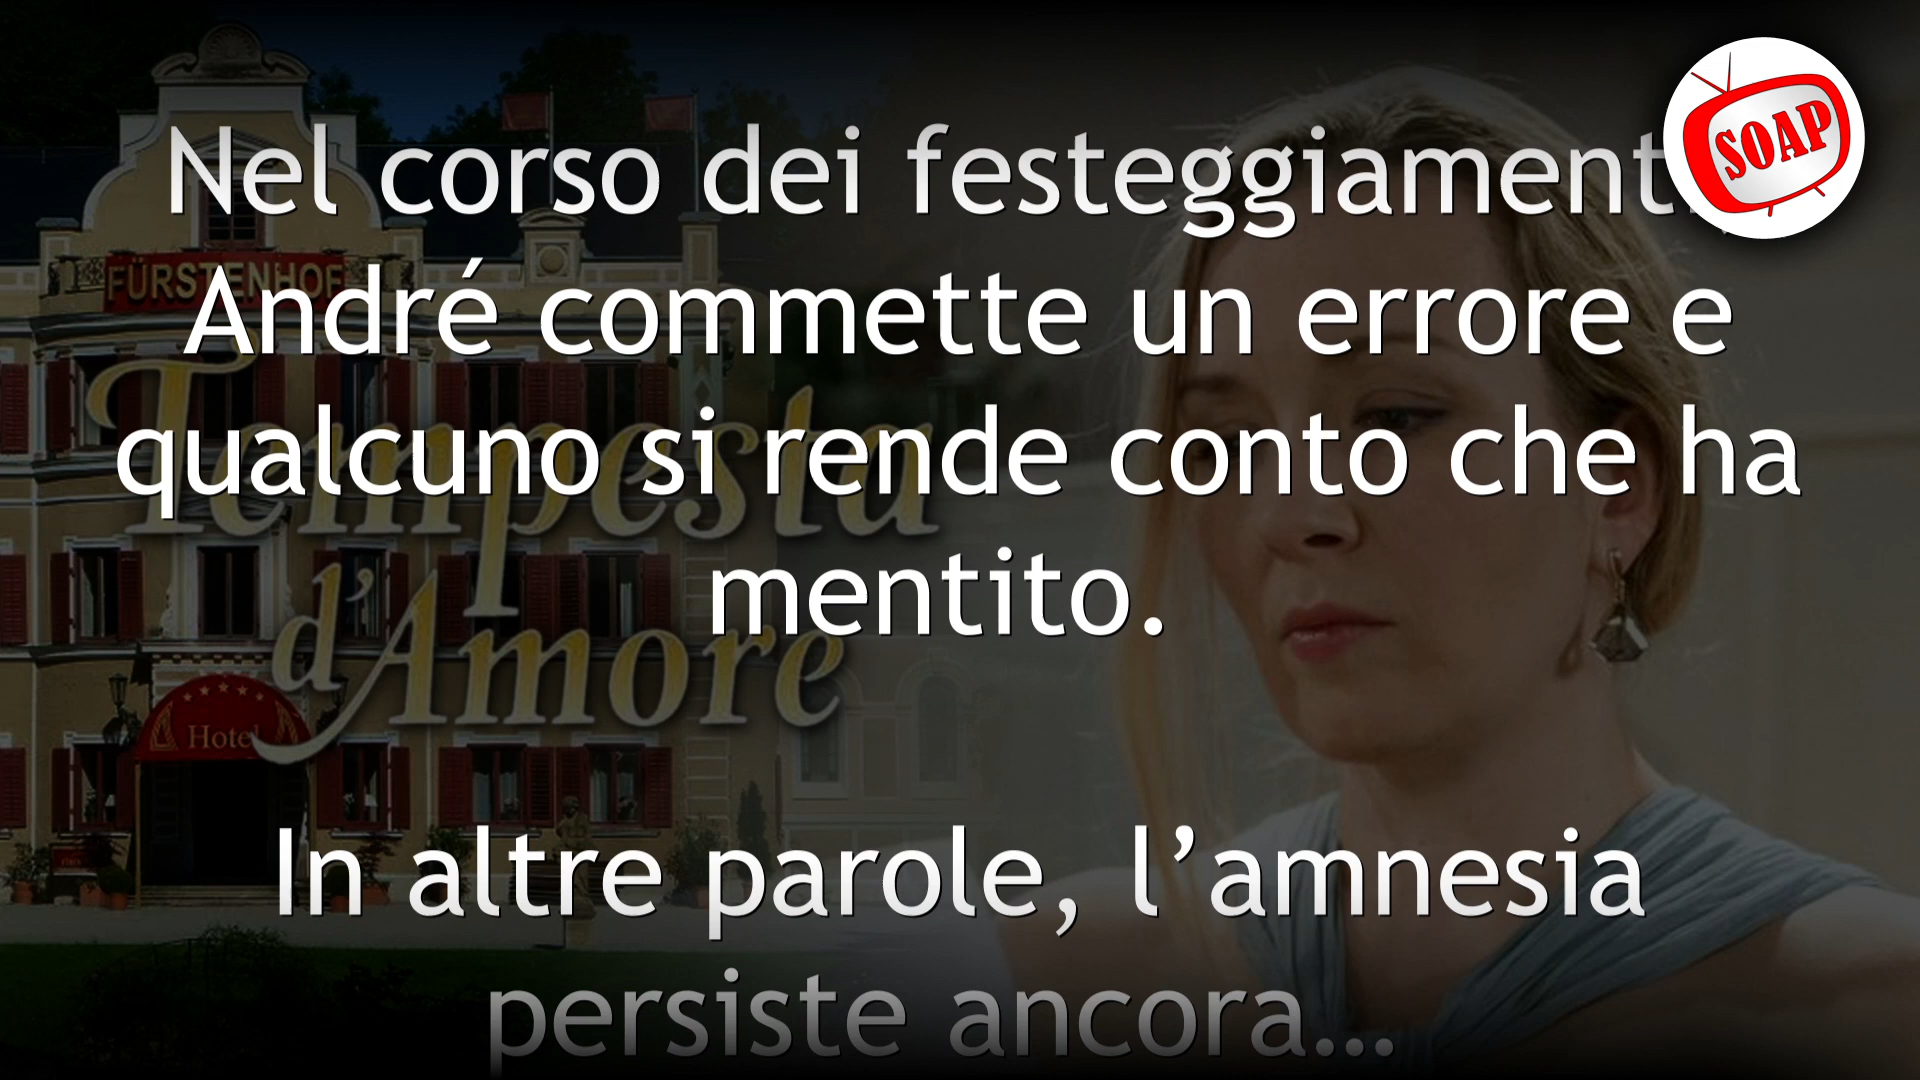 SOAP
Nel corso dei festeggiamenti,
André commette un errore e
qualcuno si rende conto che ha
mentito.
In altre parole, l’amnesia
persiste ancora...
FÜRSTENHOF
Tempesta
d'Amore
Hotel